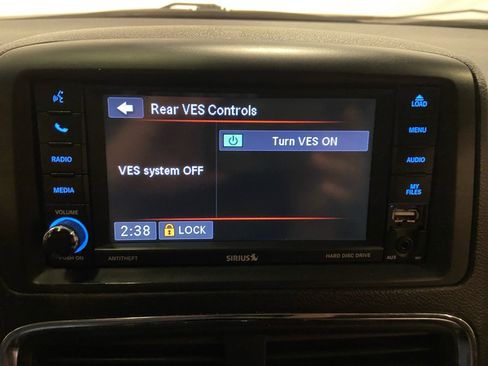 Rear VES Controls
LOAD
RADIO
MENU
Turn VES ON
VES system OFF
MEDIA
AUDIO
MY
FILES
VOLUME
2:38
LOCK
PUSH ON
ANTITHEFT
SIRIUS
HARD DISC DRIVE
AUX